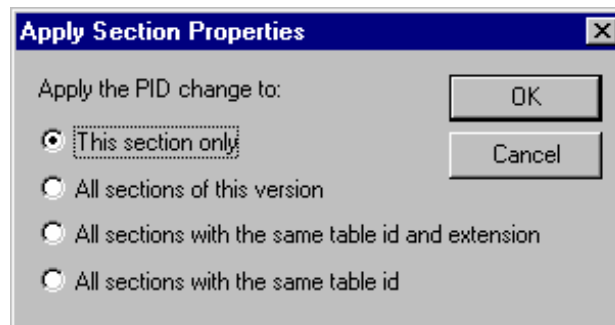 Apply Section Properties
Apply the PID change to:
OK
This section only
Cancel
All sections of this version
All sections with the same table id and extension
All sections with the same table id